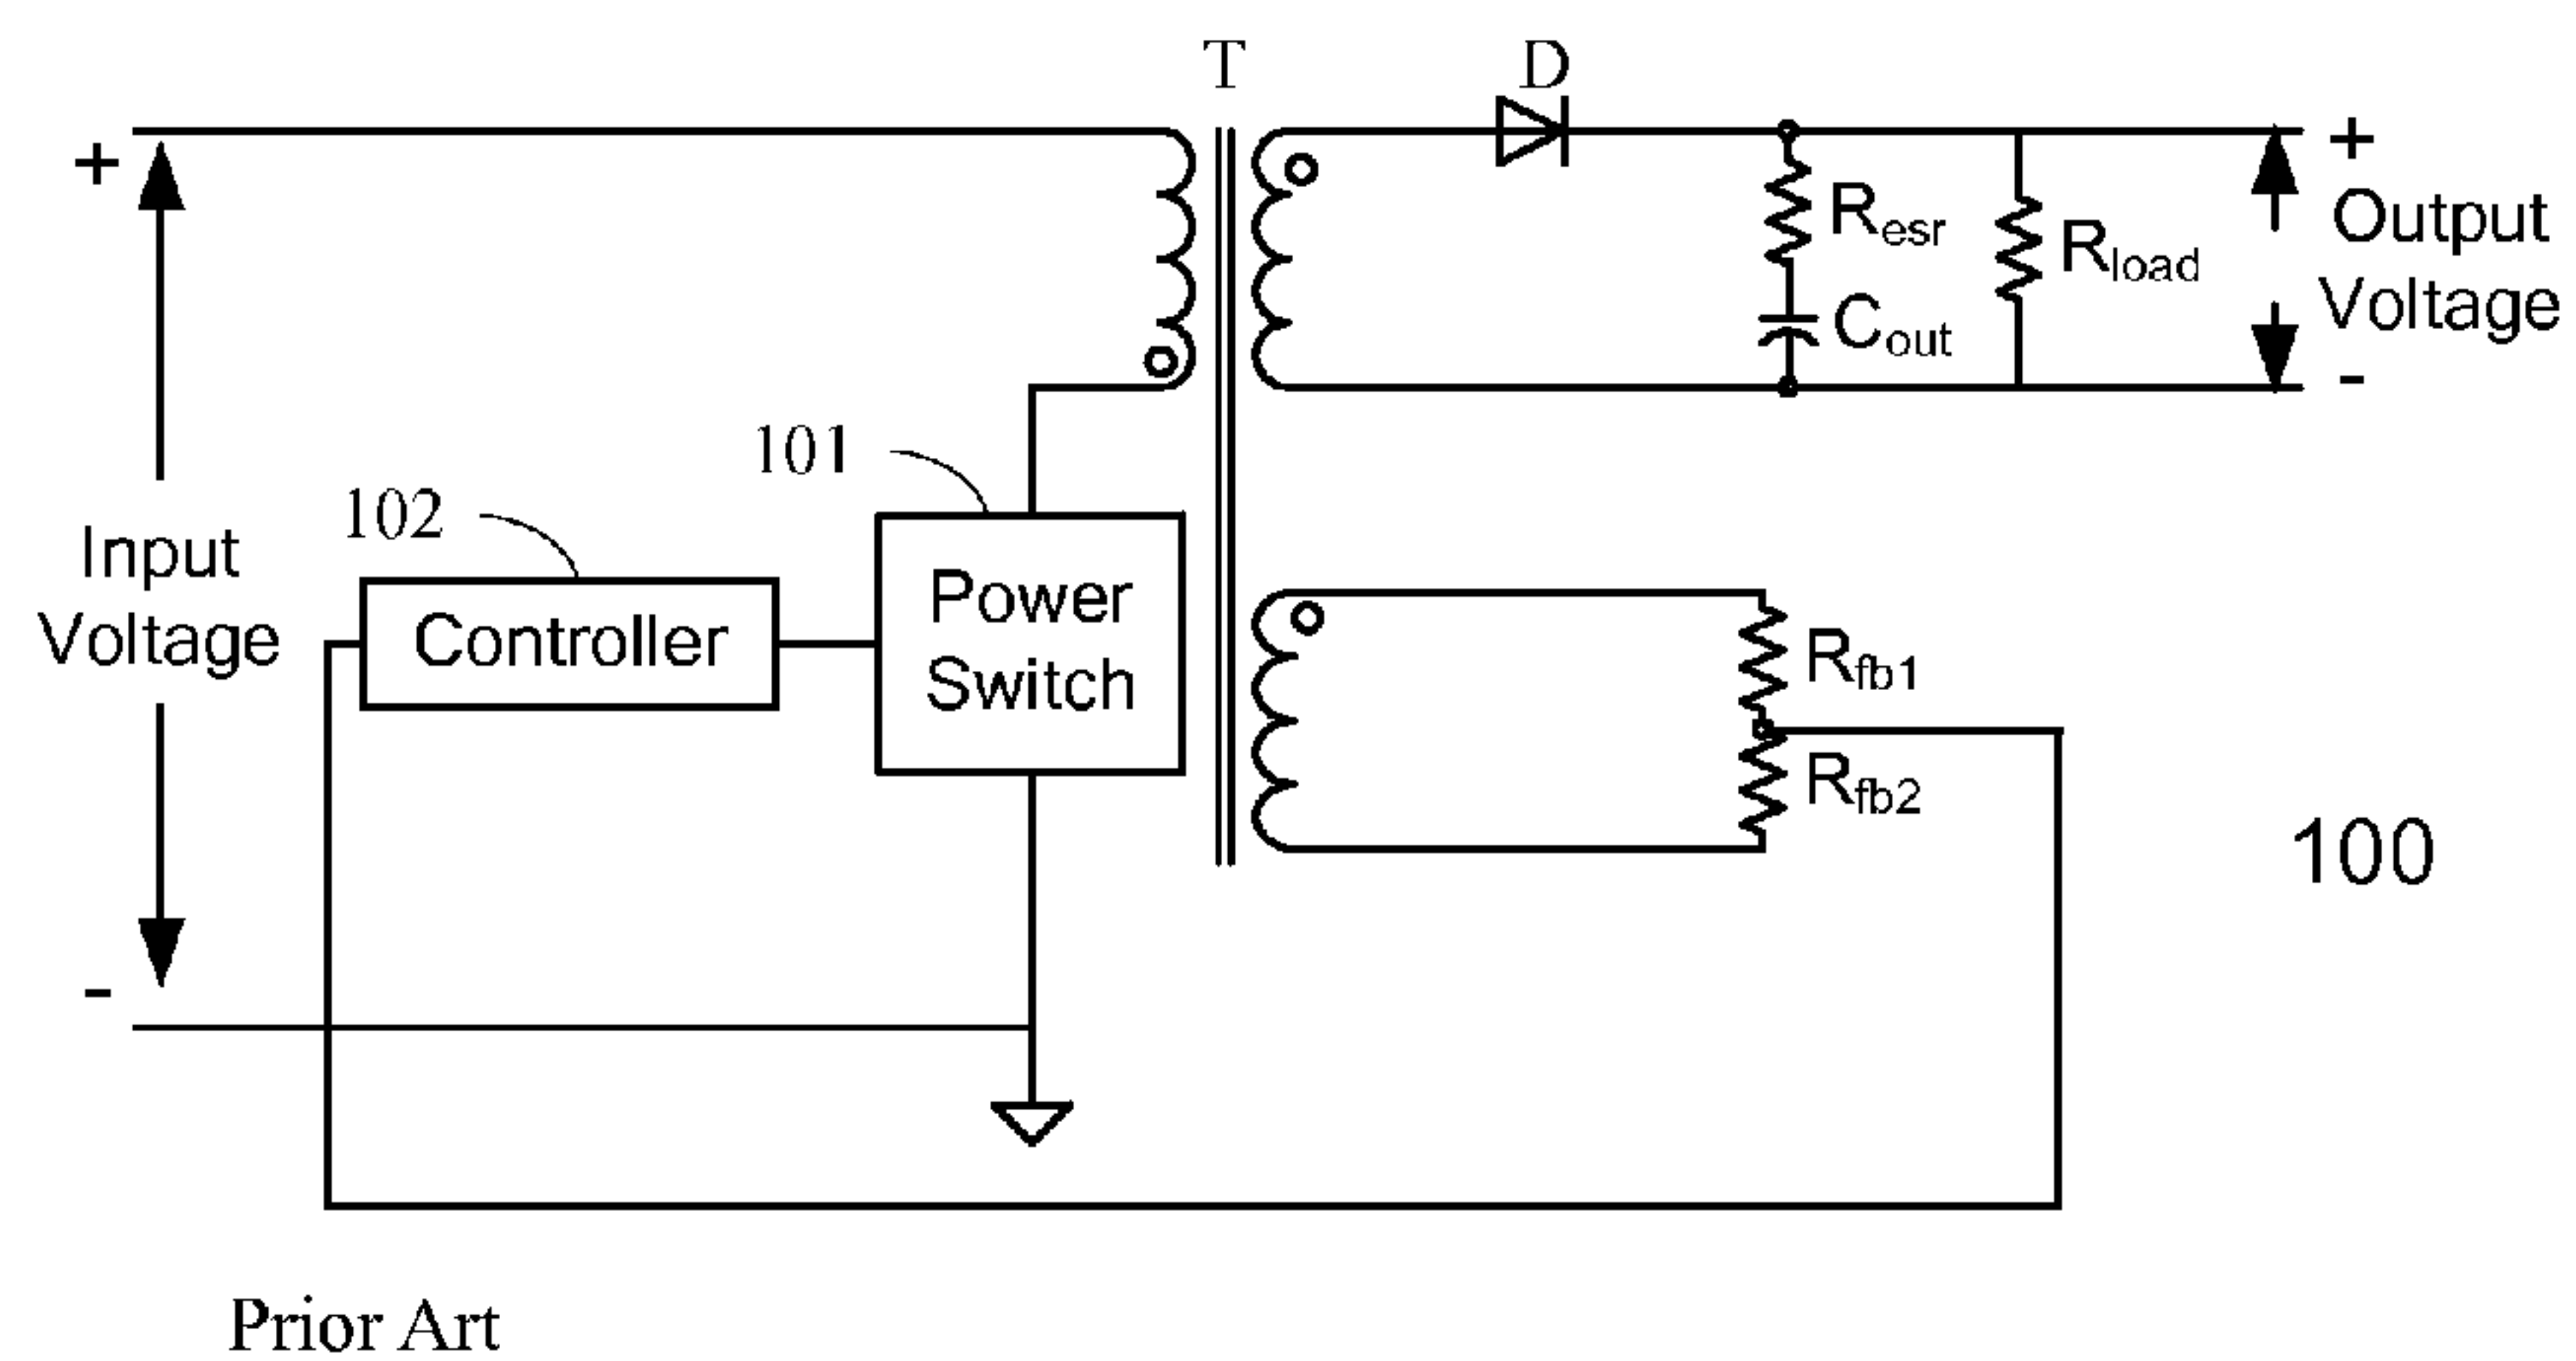 T
D
+
+
Resr
Output
Rload
Voltage
Cout
-
101
102
Input
Voltage
Controller
Power
Switch
Rfb1
Rfb2
100
-
Prior Art